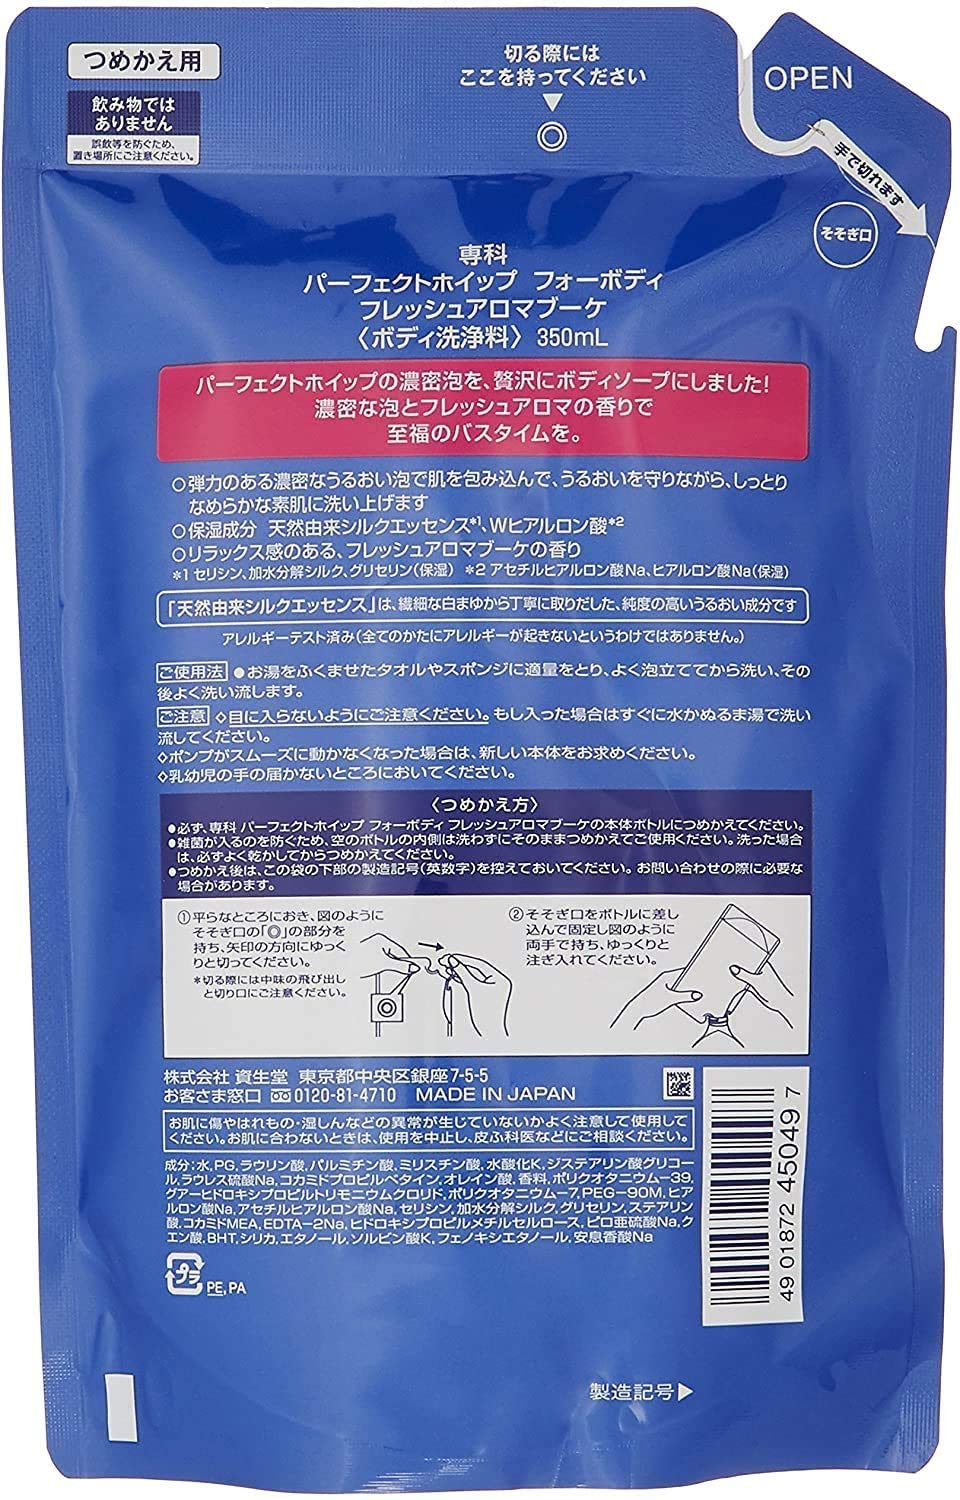 つめかえ用
飲み物では
ありません
誤飲等を防ぐため、
置き場所にご注意ください。
切る際には
ここを持ってください
OPEN
手で切れます
そそぎ口
専科
パーフェクトホイップ フォーボディ
フレッシュアロマブーケ
〈ボディ洗浄料〉350mL
パーフェクトホイップの濃密泡を、贅沢にボディソープにしました!
濃密な泡とフレッシュアロマの香りで
至福のバスタイムを。
○弾力のある濃密なうるおい泡で肌を包み込んで、うるおいを守りながら、しっとり
なめらかな素肌に洗い上げます
○保湿成分 天然由来シルクエッセンス*1、Wヒアルロン酸*2
○リラックス感のある、フレッシュアロマブーケの香り
*1 セリシン、加水分解シルク、グリセリン(保湿) *2 アセチルヒアルロン酸Na、ヒアルロン酸Na(保湿)
「天然由来シルクエッセンス」は、繊細な白まゆから丁寧に取りだした、純度の高いうるおい成分です
アレルギーテスト済み(全てのかたにアレルギーが起きないというわけではありません。)
ご使用法 ●お湯をふくませたタオルやスポンジに適量をとり、よく泡立ててから洗い、その
後よく洗い流します。
ご注意 ◇目に入らないようにご注意ください。もし入った場合はすぐに水かぬるま湯で洗い
流してください。
◇ポンプがスムーズに動かなくなった場合は、新しい本体をお求めください。
◇乳幼児の手の届かないところにおいてください。
〈つめかえ方〉
●必ず、専科 パーフェクトホイップ フォーボディ フレッシュアロマブーケの本体ボトルにつめかえてください。
●雑菌が入るのを防ぐため、空のボトルの内側は洗わずにそのままつめかえてご使用ください。洗った場合
は、必ずよく乾かしてからつめかえてください。
●つめかえ後は、この袋の下部の製造記号(英数字)を控えておいてください。お問い合わせの際に必要な
場合があります。
①平らなところにおき、図のように
そそぎ口の「◎」の部分を
持ち、矢印の方向にゆっく
りと切ってください。
*切る際には中味の飛び出し
と切り口にご注意ください。
②そそぎ口をボトルに差し
込んで固定し図のように
両手で持ち、ゆっくりと
注ぎ入れてください。
株式会社 資生堂 東京都中央区銀座7-5-5
お客さま窓口 0120-81-4710 MADE IN JAPAN
お肌に傷やはれもの・湿しんなどの異常が生じていないかよく注意して使用して
ください。お肌に合わないときは、使用を中止し、皮ふ科医などにご相談ください。
成分:水,PG,ラウリン酸,パルミチン酸,ミリスチン酸,水酸化K,ジステアリン酸グリコー
ル,ラウレス硫酸Na,コカミドプロピルベタイン,オレイン酸,香料,ポリクオタニウム-39,
グアーヒドロキシプロピルトリモニウムクロリド,ポリクオタニウム-7,PEG-90M,ヒア
ルロン酸Na,アセチルヒアルロン酸Na,セリシン,加水分解シルク,グリセリン,ステアリン
酸,コカミドMEA,EDTA-2Na,ヒドロキシプロピルメチルセルロース,ピロ亜硫酸Na,ク
エン酸,BHT,シリカ,エタノール,ソルビン酸K,フェノキシエタノール,安息香酸Na
プラ
PE, PA
49 01872 45049 7
製造記号▶